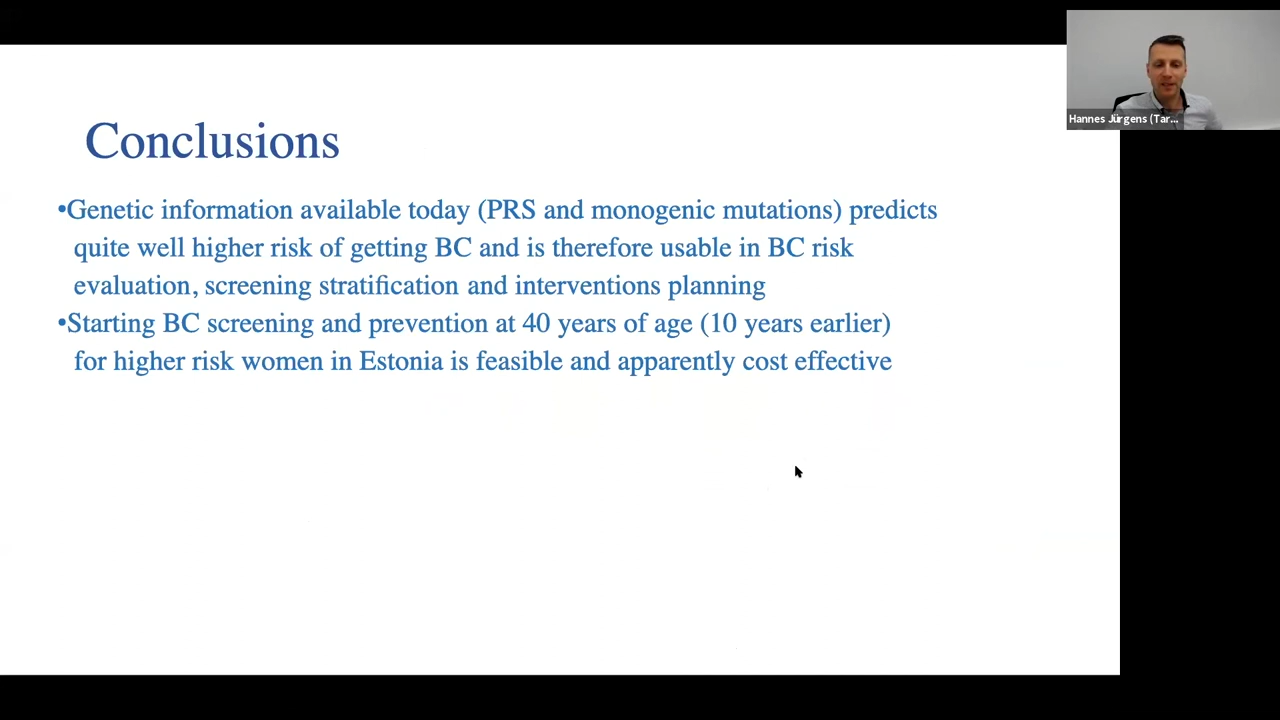 Hannes Jürgens (Tar...
Conclusions
•Genetic information available today (PRS and monogenic mutations) predicts
quite well higher risk of getting BC and is therefore usable in BC risk
evaluation, screening stratification and interventions planning
•Starting BC screening and prevention at 40 years of age (10 years earlier)
for higher risk women in Estonia is feasible and apparently cost effective